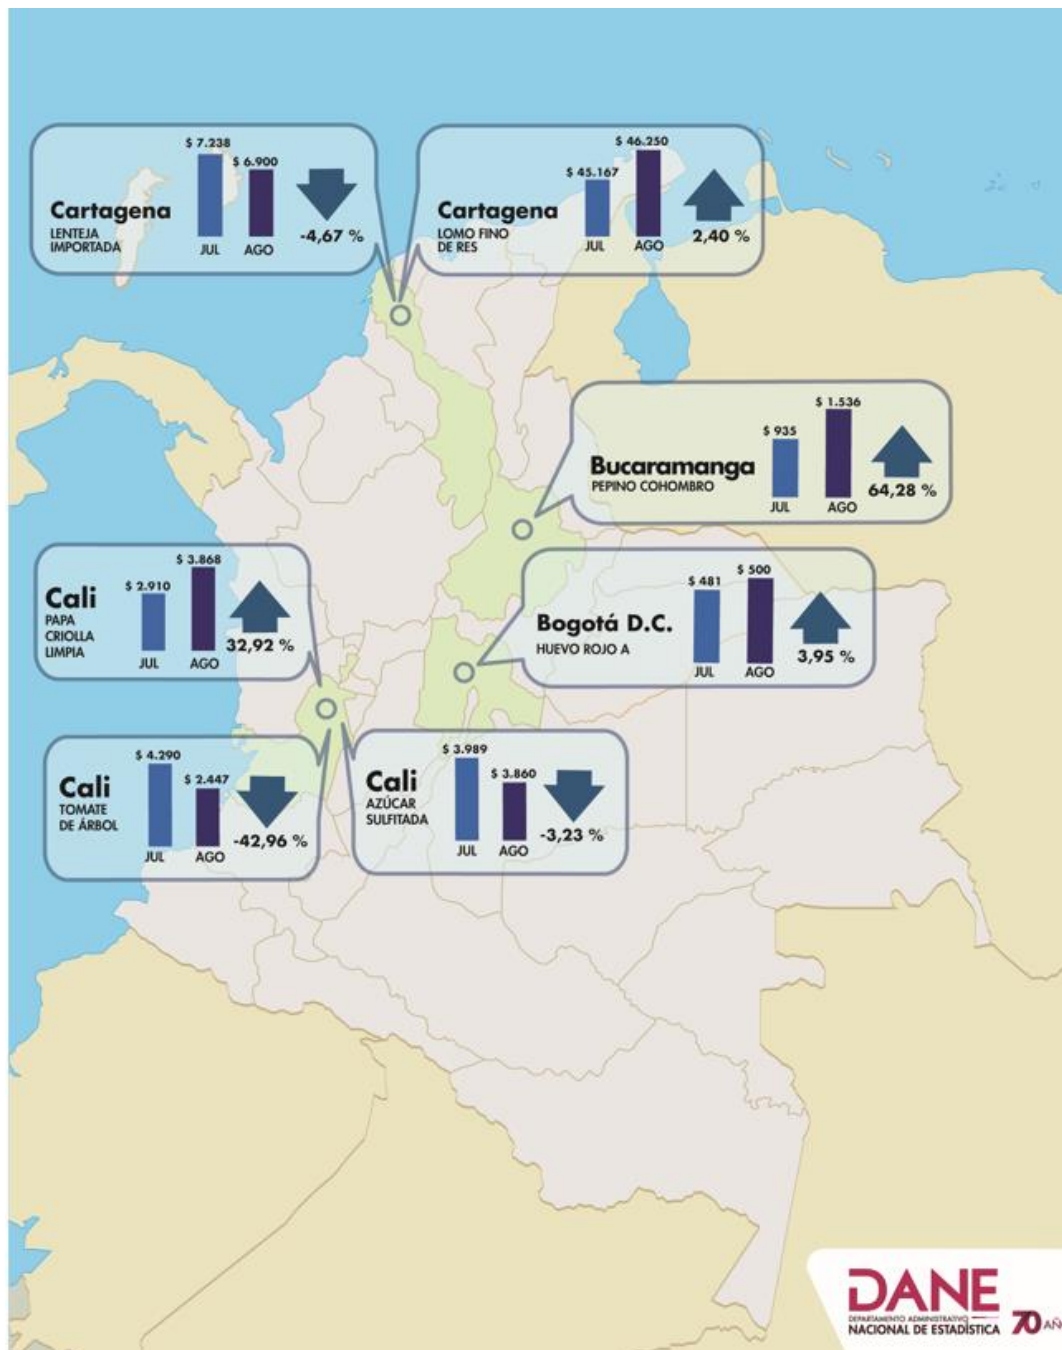 $ 7.238
$ 6.900
Cartagena
LENTEJA
IMPORTADA
JUL
AGO
-4,67 %
$ 46.250
$ 45.167
Cartagena
LOMO FINO
DE RES
JUL
AGO
2,40 %
$ 1.536
$ 935
Bucaramanga
PEPINO COHOMBRO
JUL
AGO
64,28 %
$ 3.868
$ 2.910
Cali
PAPA
CRIOLLA
LIMPIA
JUL
AGO
32,92 %
$ 500
$ 481
Bogotá D.C.
HUEVO ROJO A
JUL
AGO
3,95 %
$ 4.290
$ 2.447
Cali
TOMATE
DE ÁRBOL
JUL
AGO
-42,96 %
$ 3.989
$ 3.860
Cali
AZÚCAR
SULFITADA
JUL
AGO
-3,23 %
DANE
DEPARTAMENTO ADMINISTRATIVO
NACIONAL DE ESTADÍSTICA
70 AÑ